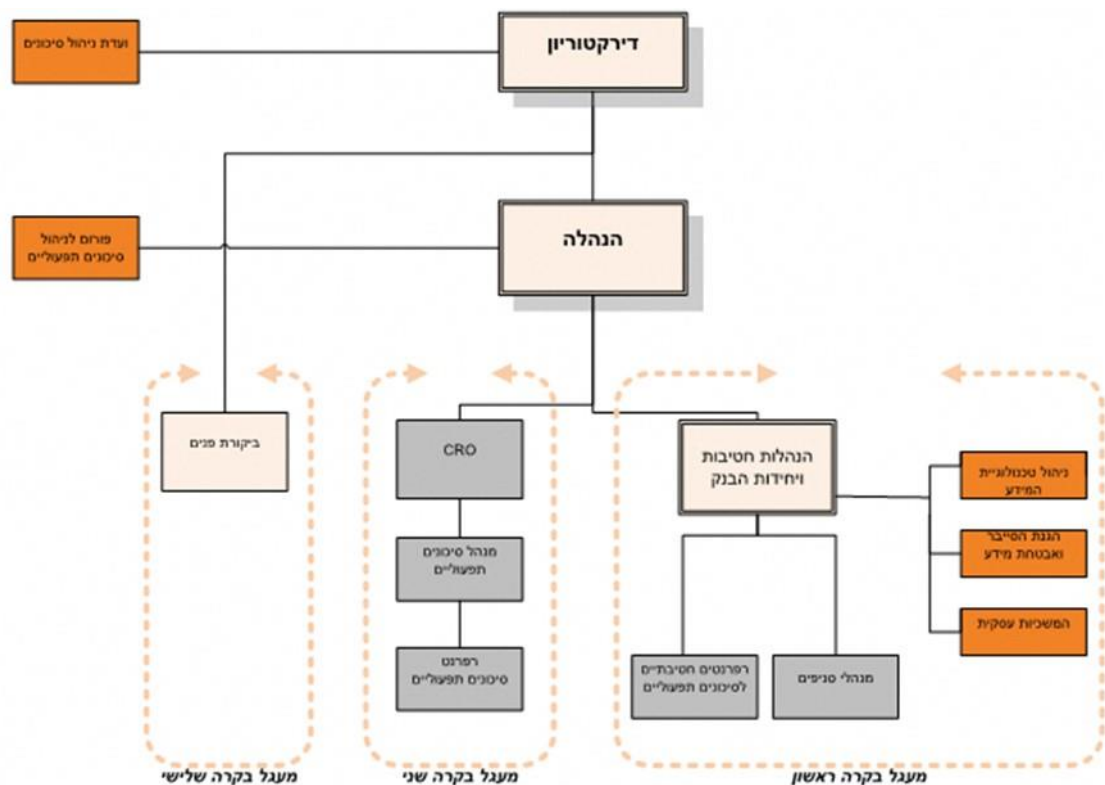 דירקטוריון
ועדת ניהול סיכונים
הנהלה
פורום לניהול
סיכונים תפעוליים
הנהלות חטיבות
ויחידות הבנק
CRO
ביקורת פנים
ניהול טכנולוגיית
המידע
הגנת הסייבר
ואבטחת מידע
המשכיות עסקית
מנהל סיכונים
תפעוליים
רפרנט
סיכונים תפעוליים
מנהלי סניפים
רפרנטים חטיבתיים
לסיכונים תפעוליים
מעגל בקרה ראשון
מעגל בקרה שני
מעגל בקרה שלישי